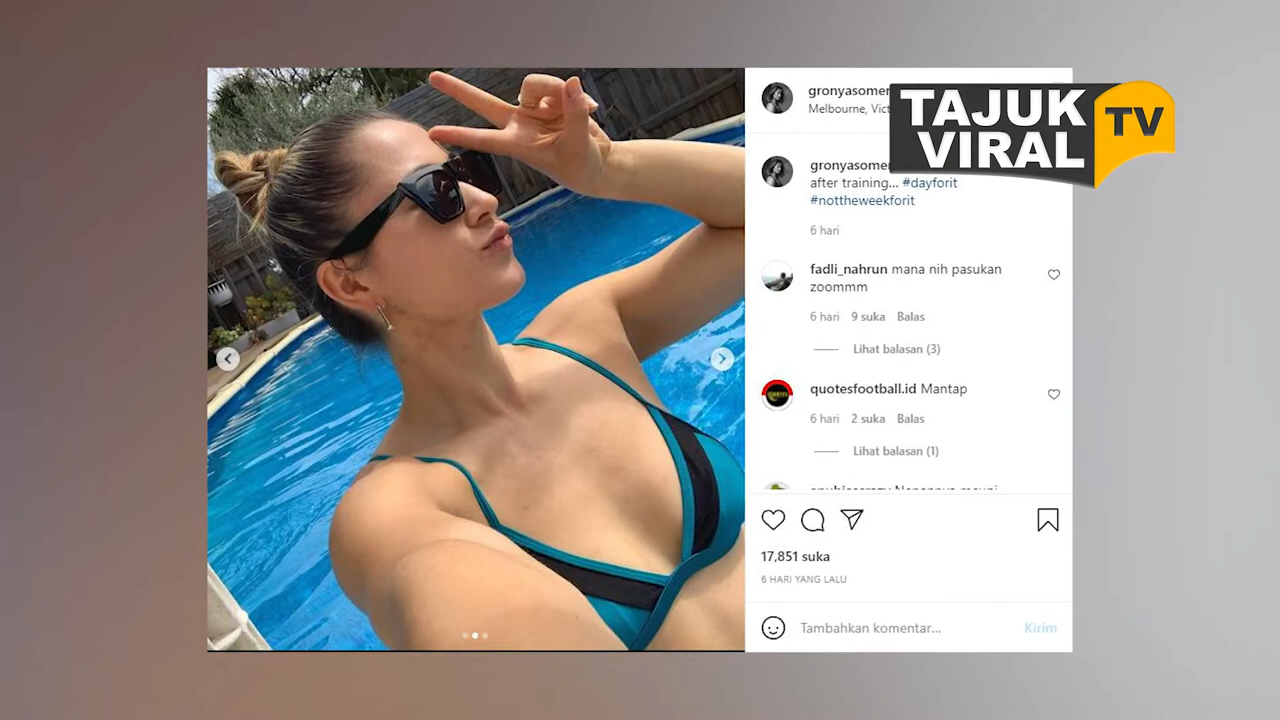 gronyasomer
Melbourne, Vict
TAJUK
VIRAL
TV
gronyasomer
after training... #dayforit
#nottheweekforit
6 hari
fadli_nahrun mana nih pasukan
zoommm
6 hari 9 suka Balas
Lihat balasan (3)
quotesfootball.id Mantap
6 hari 2 suka Balas
Lihat balasan (1)
17,851 suka
6 HARI YANG LALU
Tambahkan komentar... Kirim